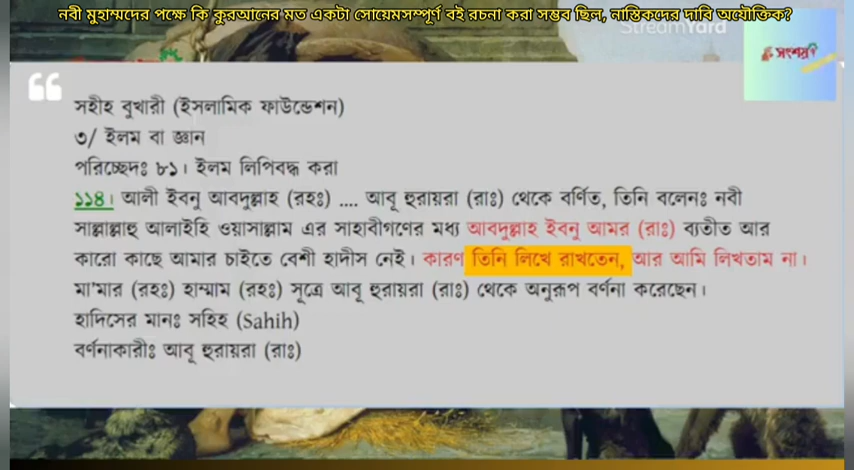 নবী মুহাম্মদের পক্ষে কি কুরআনের মত একটা সোয়েমসম্পূর্ণ বই রচনা করা সম্ভব ছিল, নাস্তিকদের দাবি অযৌক্তিক?
StreamYard
সংশয়
সহীহ বুখারী (ইসলামিক ফাউন্ডেশন)
৩/ ইলম বা জ্ঞান
পরিচ্ছেদঃ ৮১। ইলম লিপিবদ্ধ করা
১১৪। আলী ইবনু আবদুল্লাহ (রহঃ) .... আবূ হুরায়রা (রাঃ) থেকে বর্ণিত, তিনি বলেনঃ নবী
সাল্লাল্লাহু আলাইহি ওয়াসাল্লাম এর সাহাবীগণের মধ্য আবদুল্লাহ ইবনু আমর (রাঃ) ব্যতীত আর
কারো কাছে আমার চাইতে বেশী হাদীস নেই। কারণ তিনি লিখে রাখতেন, আর আমি লিখতাম না।
মা’মার (রহঃ) হাম্মাম (রহঃ) সূত্রে আবূ হুরায়রা (রাঃ) থেকে অনুরূপ বর্ণনা করেছেন।
হাদিসের মানঃ সহিহ (Sahih)
বর্ণনাকারীঃ আবূ হুরায়রা (রাঃ)